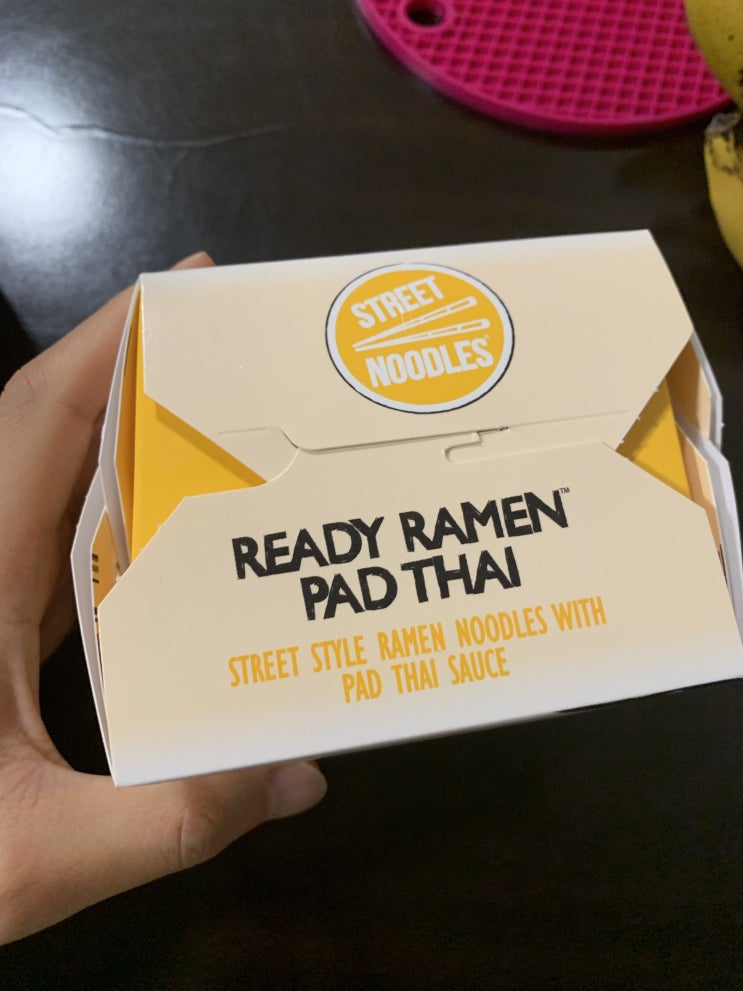 STREET
NOODLES
READY RAMEN™
PAD THAI
STREET STYLE RAMEN NOODLES WITH
PAD THAI SAUCE